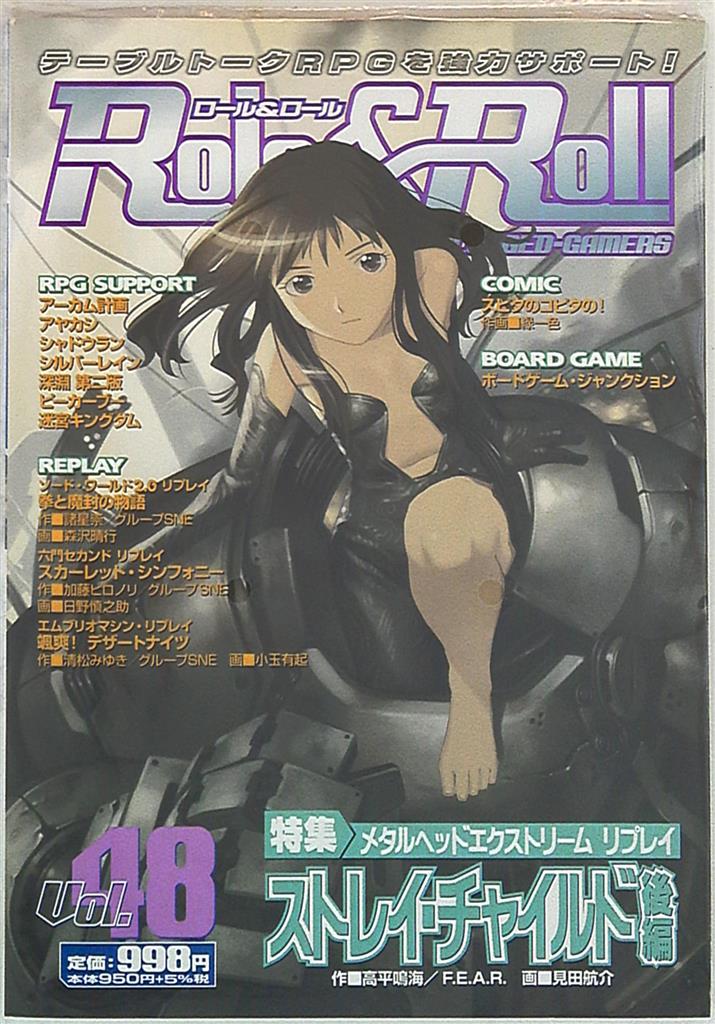 テーブルトークRPGを強力サポート!
ロール&ロール
Role&Roll
GED-GAMERS
RPG SUPPORT
アーカム計画
アヤカシ
シャドウラン
シルバーレイン
深淵 第二版
ピーカーブー
迷宮キングダム
COMIC
スピタのコピタの!
作画■緑一色
BOARD GAME
ボードゲーム・ジャンクション
REPLAY
ソード・ワールド2.0 リプレイ
拳と魔封の物語
作■諸星崇/グループSNE
画■森沢晴行
六門セカンド リプレイ
スカーレット・シンフォニー
作■加藤ヒロノリ/グループSNE
画■日野慎之助
エムブリオマシン・リプレイ
颯爽! デザートナイツ
作■清松みゆき/グループSNE 画■小玉有起
特集 メタルヘッドエクストリーム リプレイ
ストレイ・チャイルド 後編
作■高平鳴海/F.E.A.R. 画■見田航介
Vol.48
定価:998円
本体950円+5%税